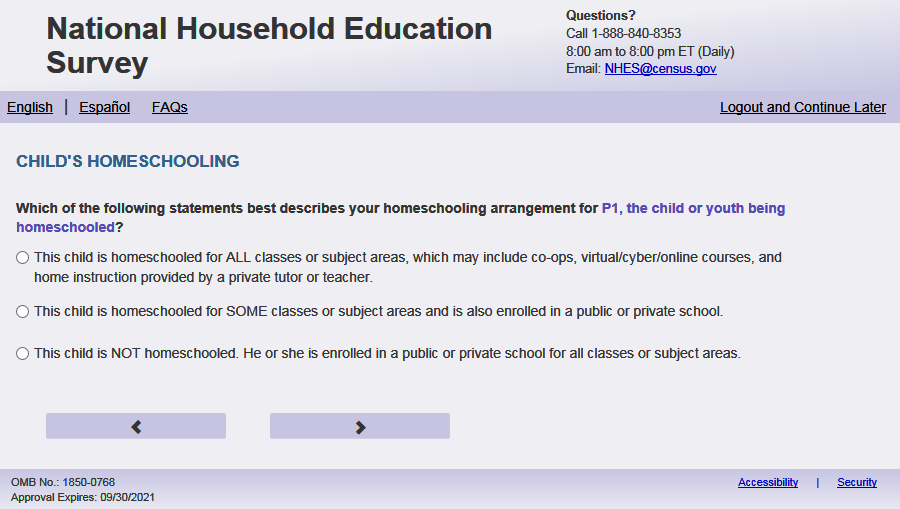 National Household Education
Survey
Questions?
Call 1-888-840-8353
8:00 am to 8:00 pm ET (Daily)
Email: NHES@census.gov
English | Español FAQs Logout and Continue Later
CHILD'S HOMESCHOOLING
Which of the following statements best describes your homeschooling arrangement for P1, the child or youth being
homeschooled?
This child is homeschooled for ALL classes or subject areas, which may include co-ops, virtual/cyber/online courses, and
home instruction provided by a private tutor or teacher.
This child is homeschooled for SOME classes or subject areas and is also enrolled in a public or private school.
This child is NOT homeschooled. He or she is enrolled in a public or private school for all classes or subject areas.
OMB No.: 1850-0768
Approval Expires: 09/30/2021
Accessibility | Security